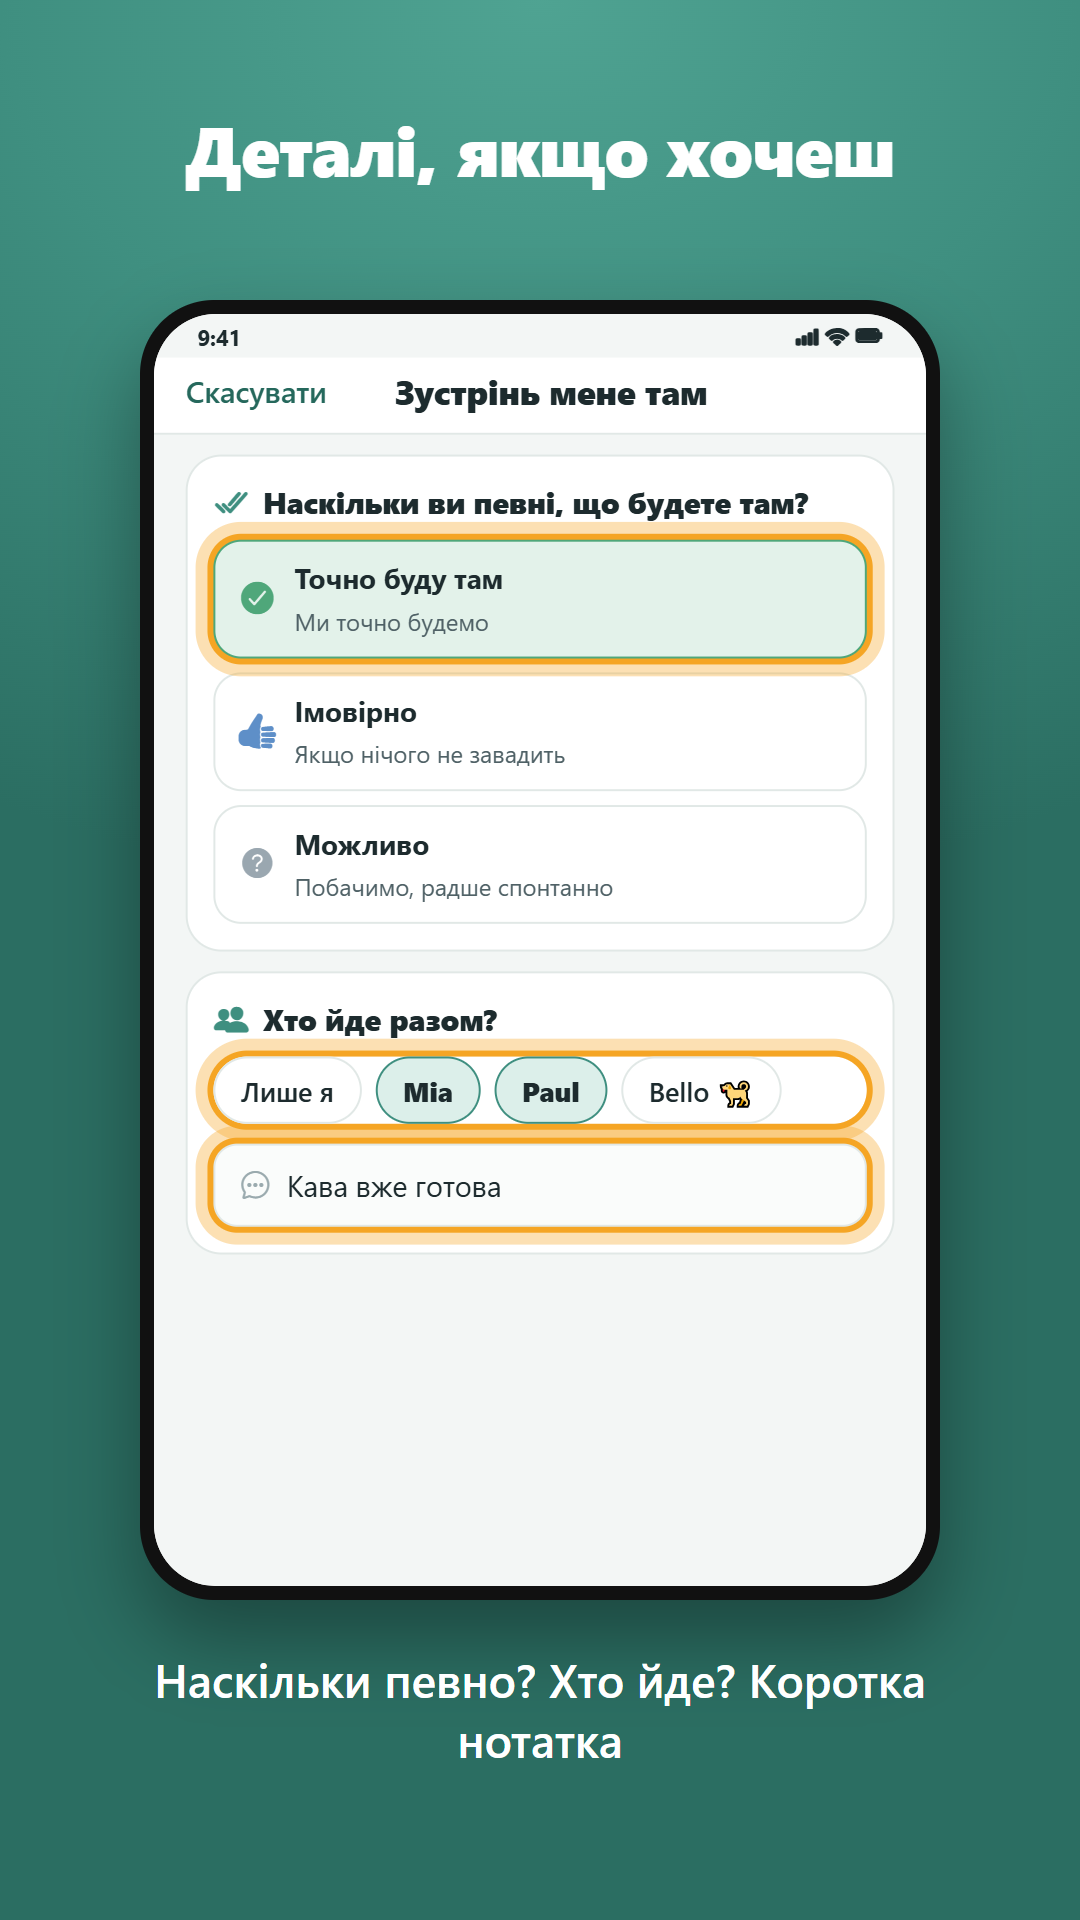 Деталі, якщо хочеш
9:41
Скасувати
Зустрінь мене там
Наскільки ви певні, що будете там?
Точно буду там
Ми точно будемо
Імовірно
Якщо нічого не завадить
Можливо
Побачимо, радше спонтанно
Хто йде разом?
Лише я
Mia
Paul
Bello 🐕
Кава вже готова
Наскільки певно? Хто йде? Коротка
нотатка